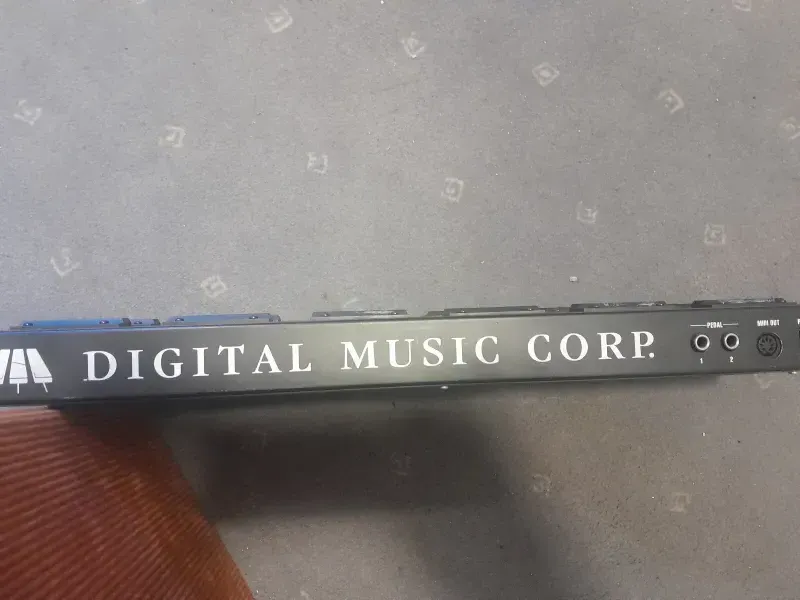 DIGITAL MUSIC CORP.
PEDAL
1 2
MIDI OUT